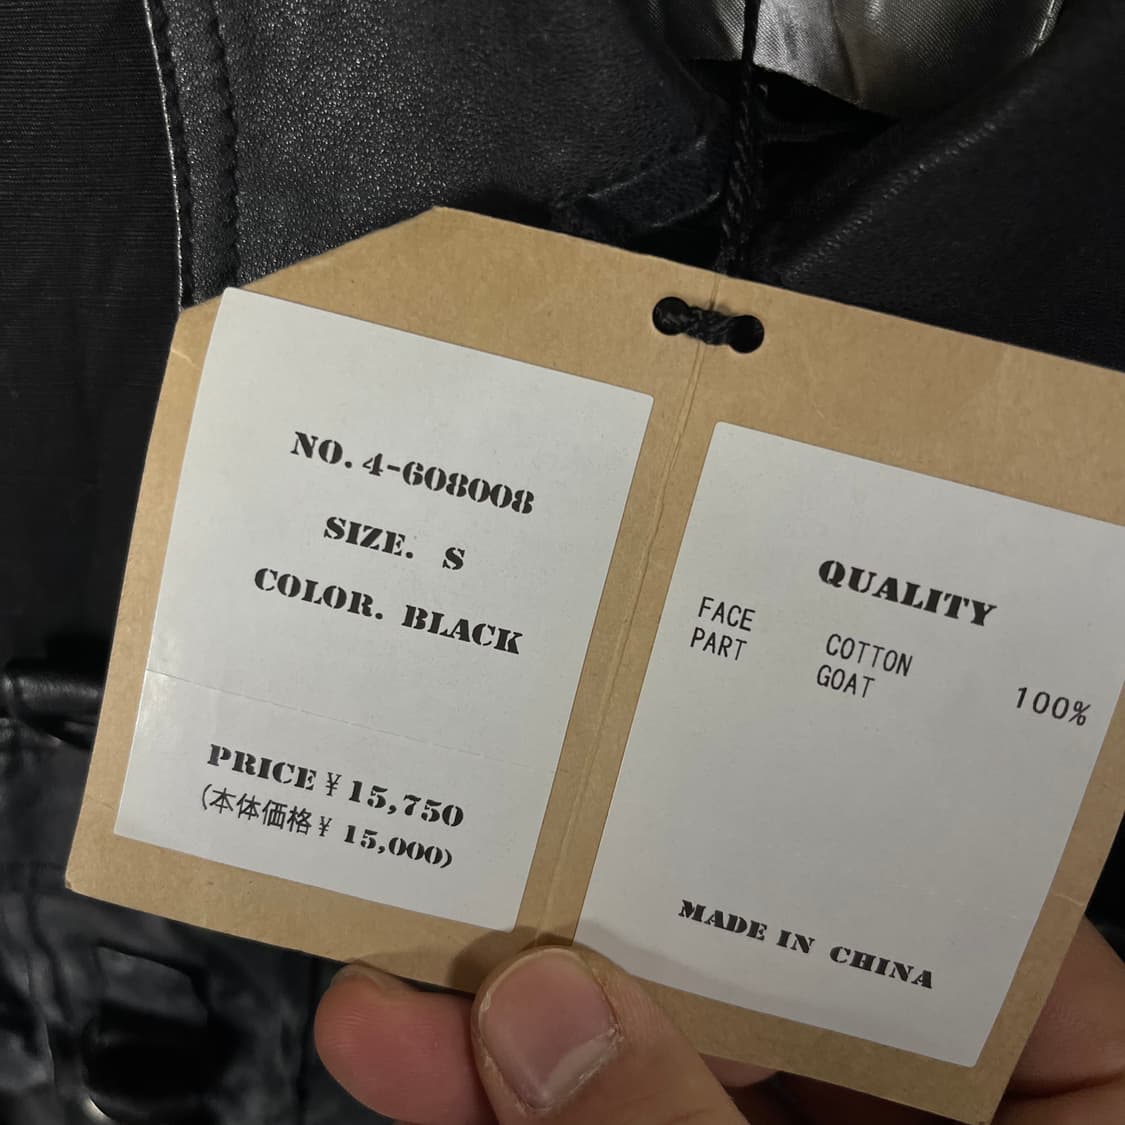 NO. 4-608008
SIZE. S
COLOR. BLACK
PRICE ¥ 15,750
(本体価格 ¥ 15,000)
QUALITY
FACE COTTON 100%
PART GOAT
MADE IN CHINA